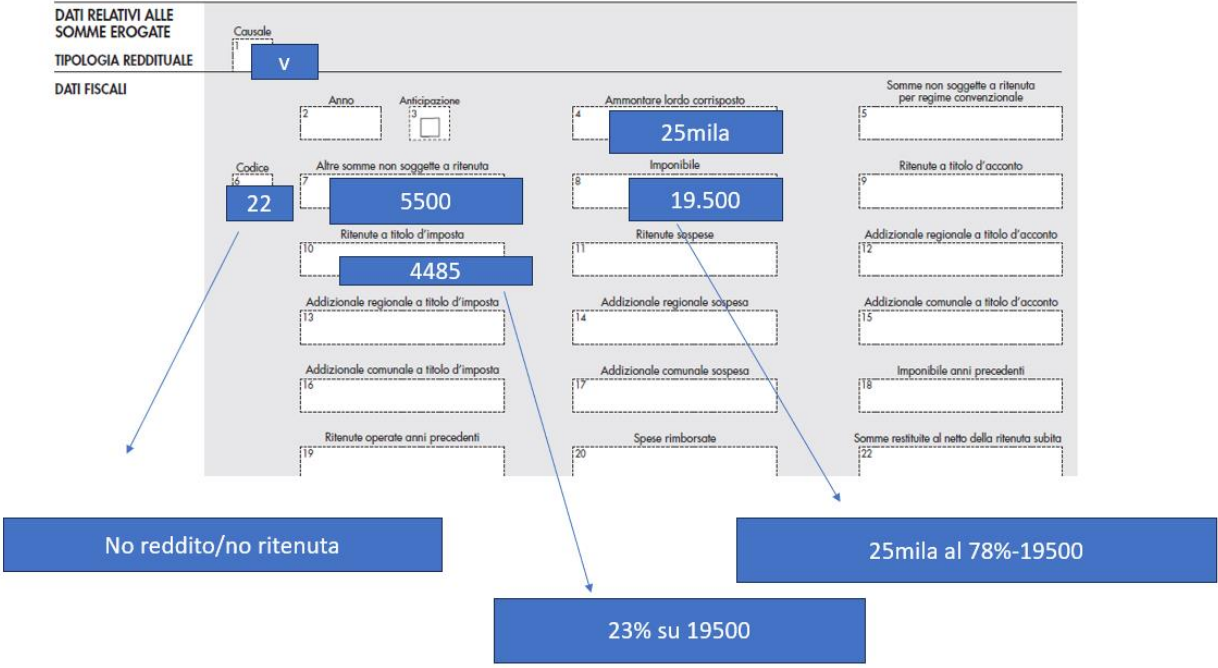 DATI RELATIVI ALLE
SOMME EROGATE
TIPOLOGIA REDDITUALE
Causale
1
V
DATI FISCALI
Anno
2
Anticipazione
3
Ammontare lordo corrisposto
4
25mila
Somme non soggette a ritenuta
per regime convenzionale
5
Codice
6
22
Altre somme non soggette a ritenuta
7
5500
Imponibile
8
19.500
Ritenute a titolo d'acconto
9
Ritenute a titolo d'imposta
10
4485
Ritenute sospese
11
Addizionale regionale a titolo d'acconto
12
Addizionale regionale a titolo d'imposta
13
Addizionale regionale sospesa
14
Addizionale comunale a titolo d'acconto
15
Addizionale comunale a titolo d'imposta
16
Addizionale comunale sospesa
17
Imponibile anni precedenti
18
Ritenute operate anni precedenti
19
Spese rimborsate
20
Somme restituite al netto della ritenuta subita
22
No reddito/no ritenuta
25mila al 78%-19500
23% su 19500